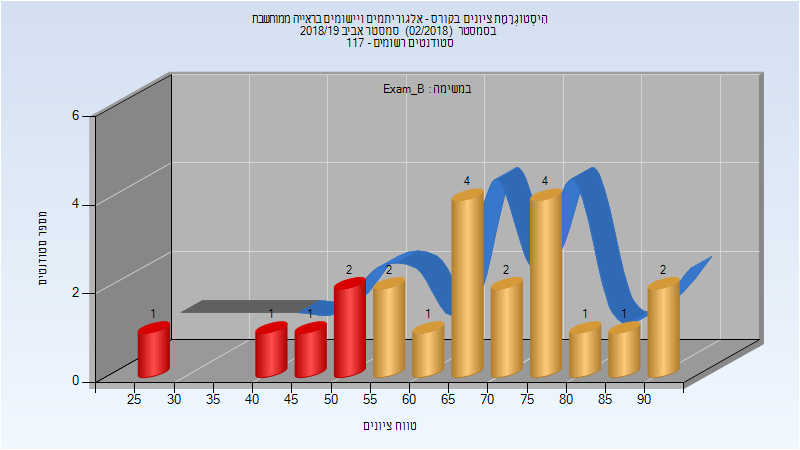 היסטוגרמת ציונים בקורס - אלגוריתמים ויישומים בראייה ממוחשבת
בסמסטר (02/2018) סמסטר אביב 2018/19
סטודנטים רשומים - 117
במשימה : Exam_B
מספר סטודנטים
6
4
2
0
1
1
1
2
2
1
4
2
4
1
1
2
25 30 35 40 45 50 55 60 65 70 75 80 85 90
טווח ציונים